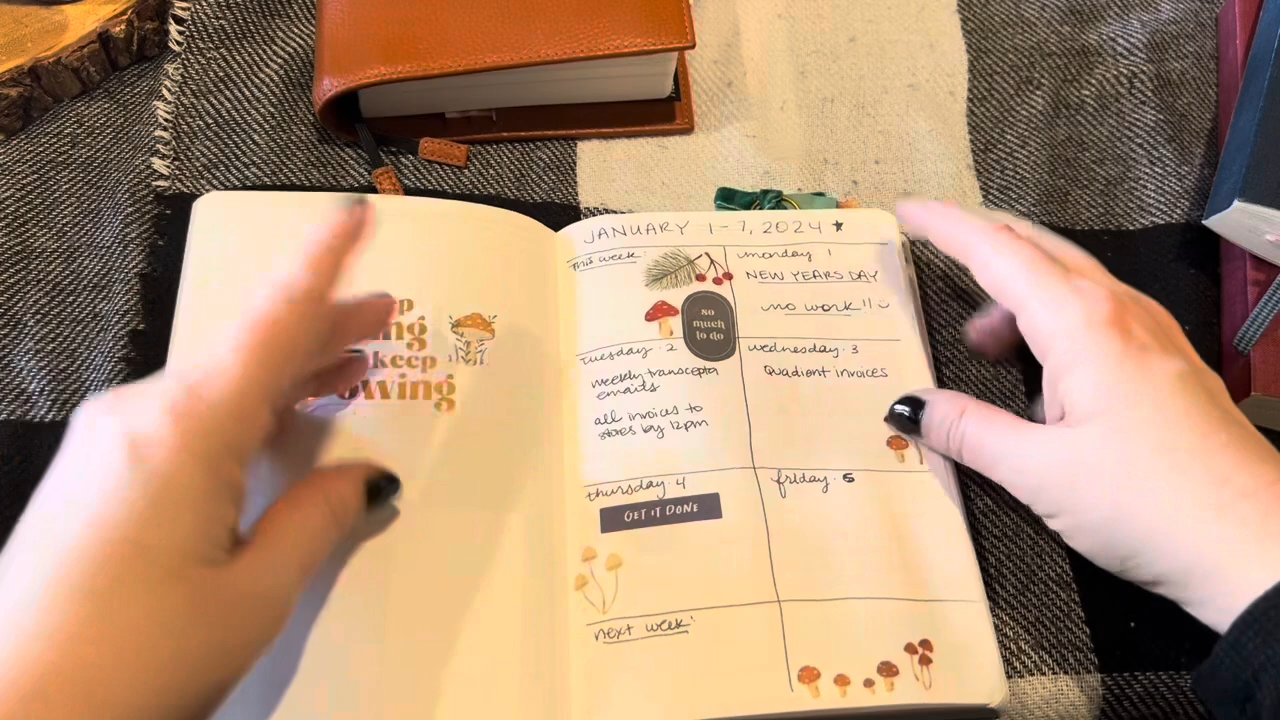 keep
JANUARY 1-7, 2024 ★
This week:
monday 1
NEW YEARS DAY
no work!! ☺
so
much
to do
tuesday · 2
weekly transcepta
emails
all invoices to
stores by 12pm
wednesday · 3
Quadient invoices
thursday · 4
GET IT DONE
friday ·
next week: